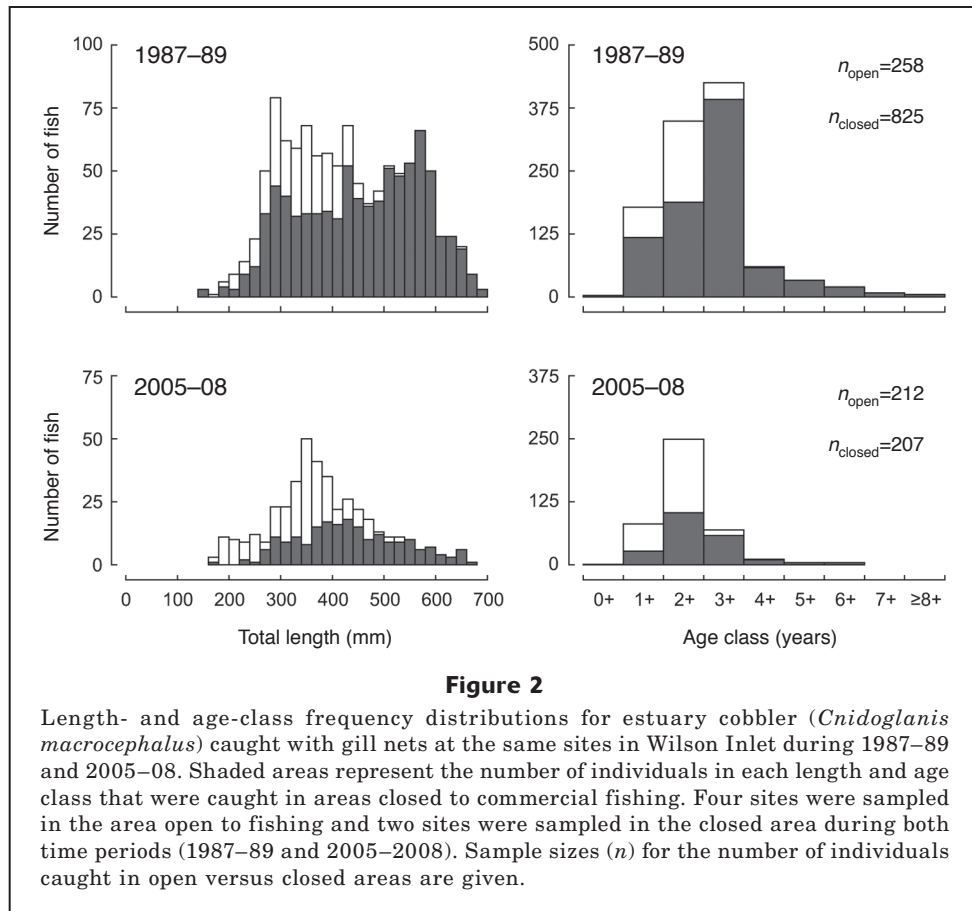 1987–89
100
75
50
25
0
Number of fish
1987–89
n_open=258
n_closed=825
500
375
250
125
0
2005–08
75
50
25
0
Number of fish
0 100 200 300 400 500 600 700
Total length (mm)
2005–08
n_open=212
n_closed=207
375
250
125
0
0+ 1+ 2+ 3+ 4+ 5+ 6+ 7+ ≥8+
Age class (years)
Figure 2
Length- and age-class frequency distributions for estuary cobbler (Cnidoglanis
macrocephalus) caught with gill nets at the same sites in Wilson Inlet during 1987–89
and 2005–08. Shaded areas represent the number of individuals in each length and age
class that were caught in areas closed to commercial fishing. Four sites were sampled
in the area open to fishing and two sites were sampled in the closed area during both
time periods (1987–89 and 2005–2008). Sample sizes (n) for the number of individuals
caught in open versus closed areas are given.